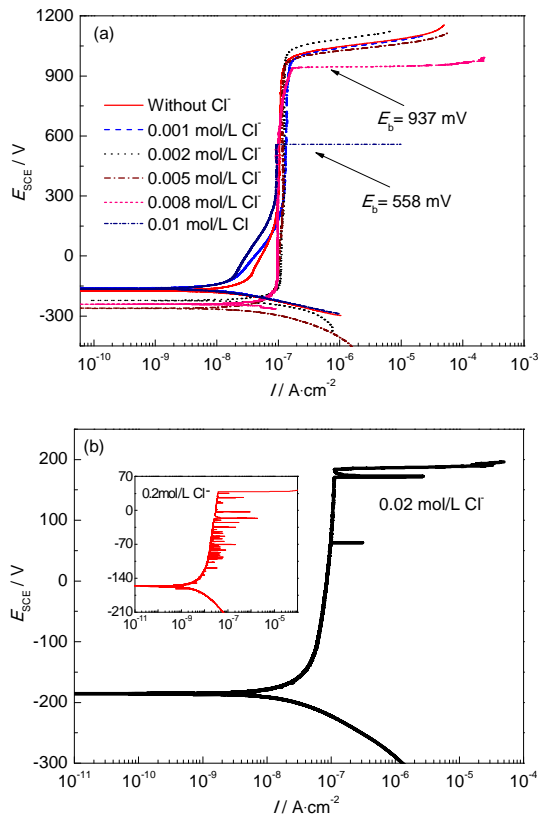 (a)
1200
900
600
300
0
-300
E_SCE / V
Without Cl⁻
0.001 mol/L Cl⁻
0.002 mol/L Cl⁻
0.005 mol/L Cl⁻
0.008 mol/L Cl⁻
0.01 mol/L Cl
E_b= 937 mV
E_b= 558 mV
10⁻¹⁰ 10⁻⁹ 10⁻⁸ 10⁻⁷ 10⁻⁶ 10⁻⁵ 10⁻⁴ 10⁻³
I// A·cm⁻²
(b)
200
100
0
-100
-200
-300
E_SCE / V
70
0
-70
-140
-210
0.2mol/L Cl⁻
10⁻¹¹ 10⁻⁹ 10⁻⁷ 10⁻⁵
0.02 mol/L Cl⁻
10⁻¹¹ 10⁻¹⁰ 10⁻⁹ 10⁻⁸ 10⁻⁷ 10⁻⁶ 10⁻⁵ 10⁻⁴
I// A·cm⁻²